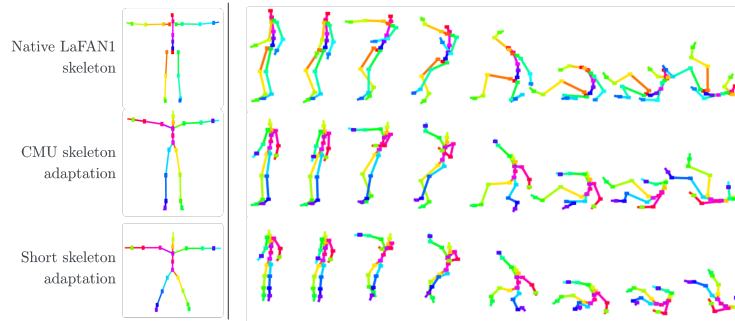 Native LaFAN1
skeleton
CMU skeleton
adaptation
Short skeleton
adaptation